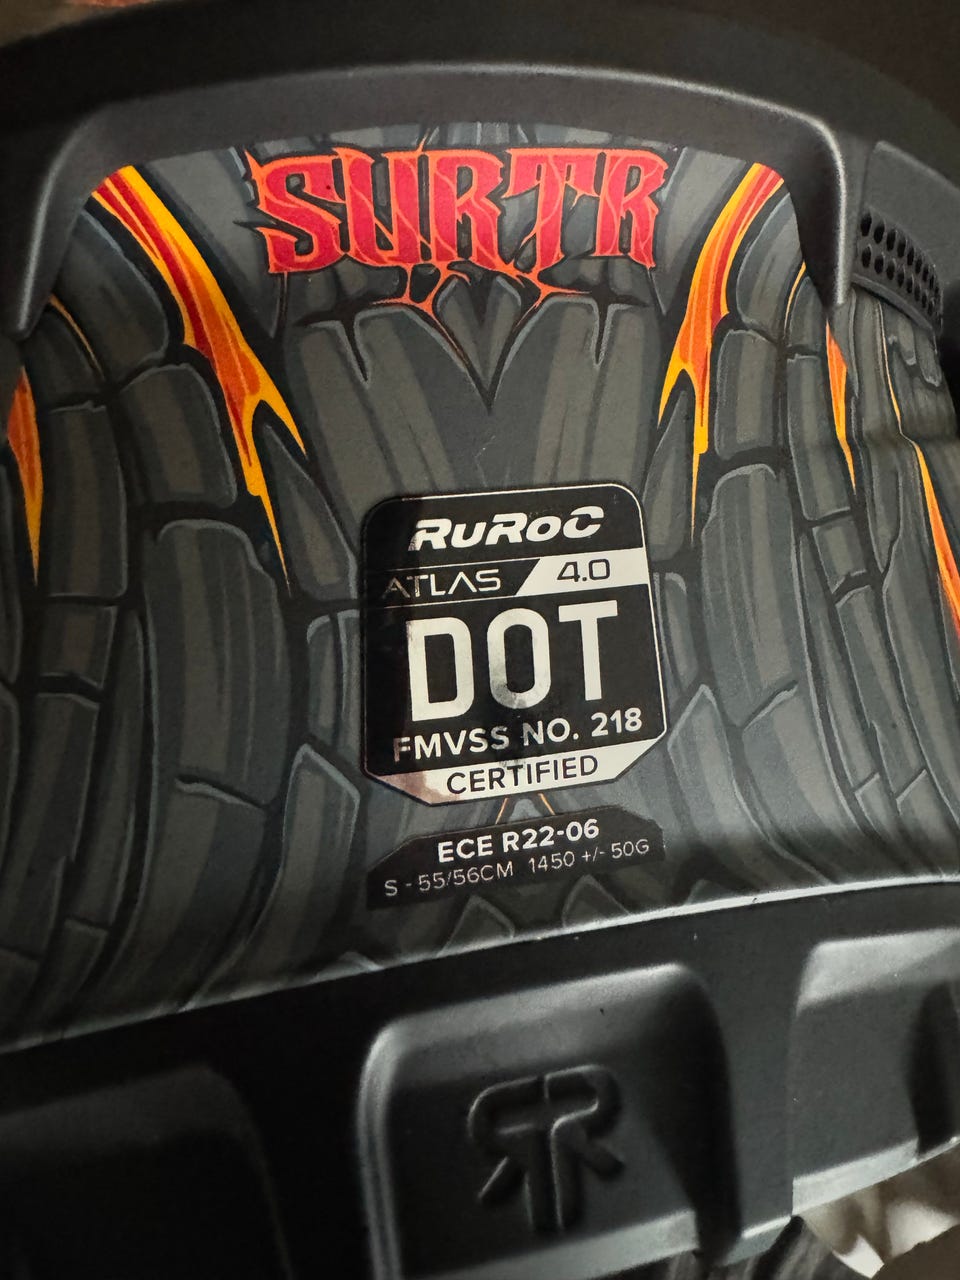 SURTR
RUROC
ATLAS 4.0
DOT
FMVSS NO. 218
CERTIFIED
ECE R22-06
S - 55/56CM 1450 +/- 50G